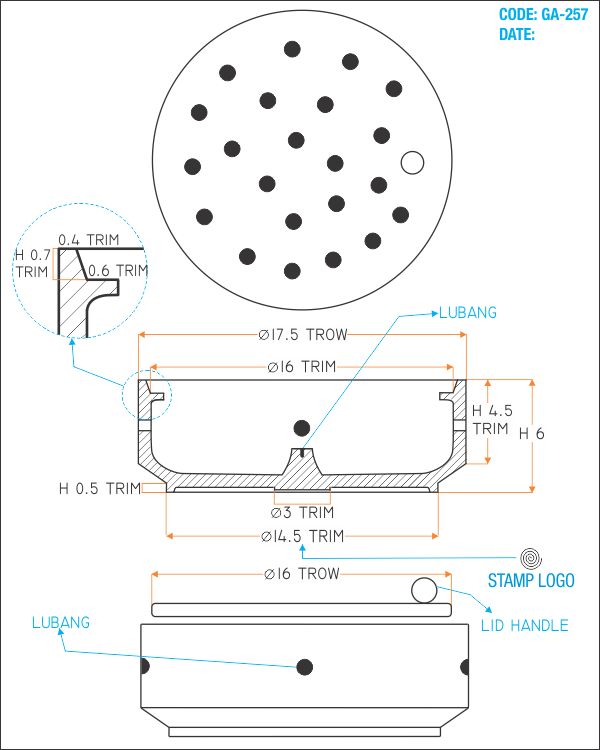 CODE: GA-257
DATE:
0.4 TRIM
H 0.7
TRIM
0.6 TRIM
LUBANG
Ø17.5 TROW
Ø16 TRIM
H 4.5
TRIM
H 6
H 0.5 TRIM
Ø3 TRIM
Ø14.5 TRIM
STAMP LOGO
Ø16 TROW
LUBANG
LID HANDLE